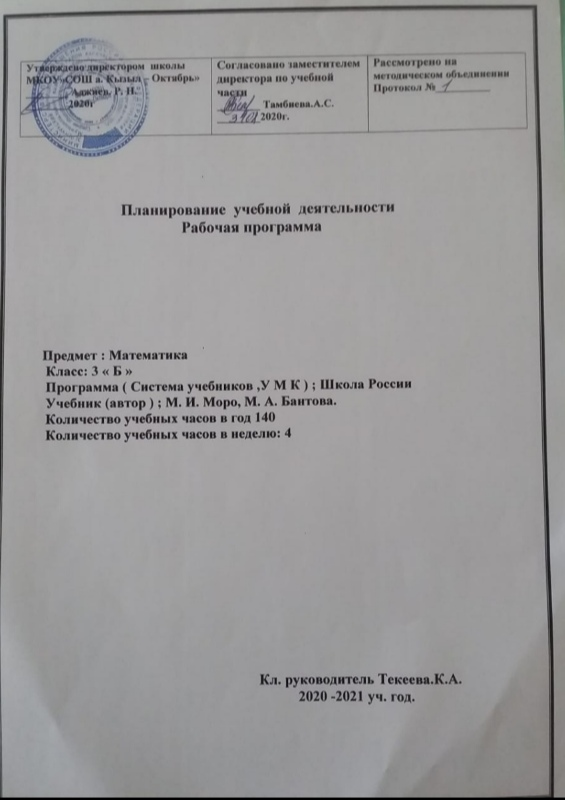 Утверждено директором школы
МКОУ«СОШ а. Кызыл - Октябрь»
Аджиев. Р. Н.
2020г
Согласовано заместителем
директора по учебной
части
Тамбиева.А.С.
31.08 2020г.
Рассмотрено на
методическом объединении
Протокол № 1
Планирование учебной деятельности
Рабочая программа
Предмет : Математика
Класс: 3 « Б »
Программа ( Система учебников ,У М К ) ; Школа России
Учебник (автор ) ; М. И. Моро, М. А. Бантова.
Количество учебных часов в год 140
Количество учебных часов в неделю: 4
Кл. руководитель Текеева.К.А.
2020 -2021 уч. год.